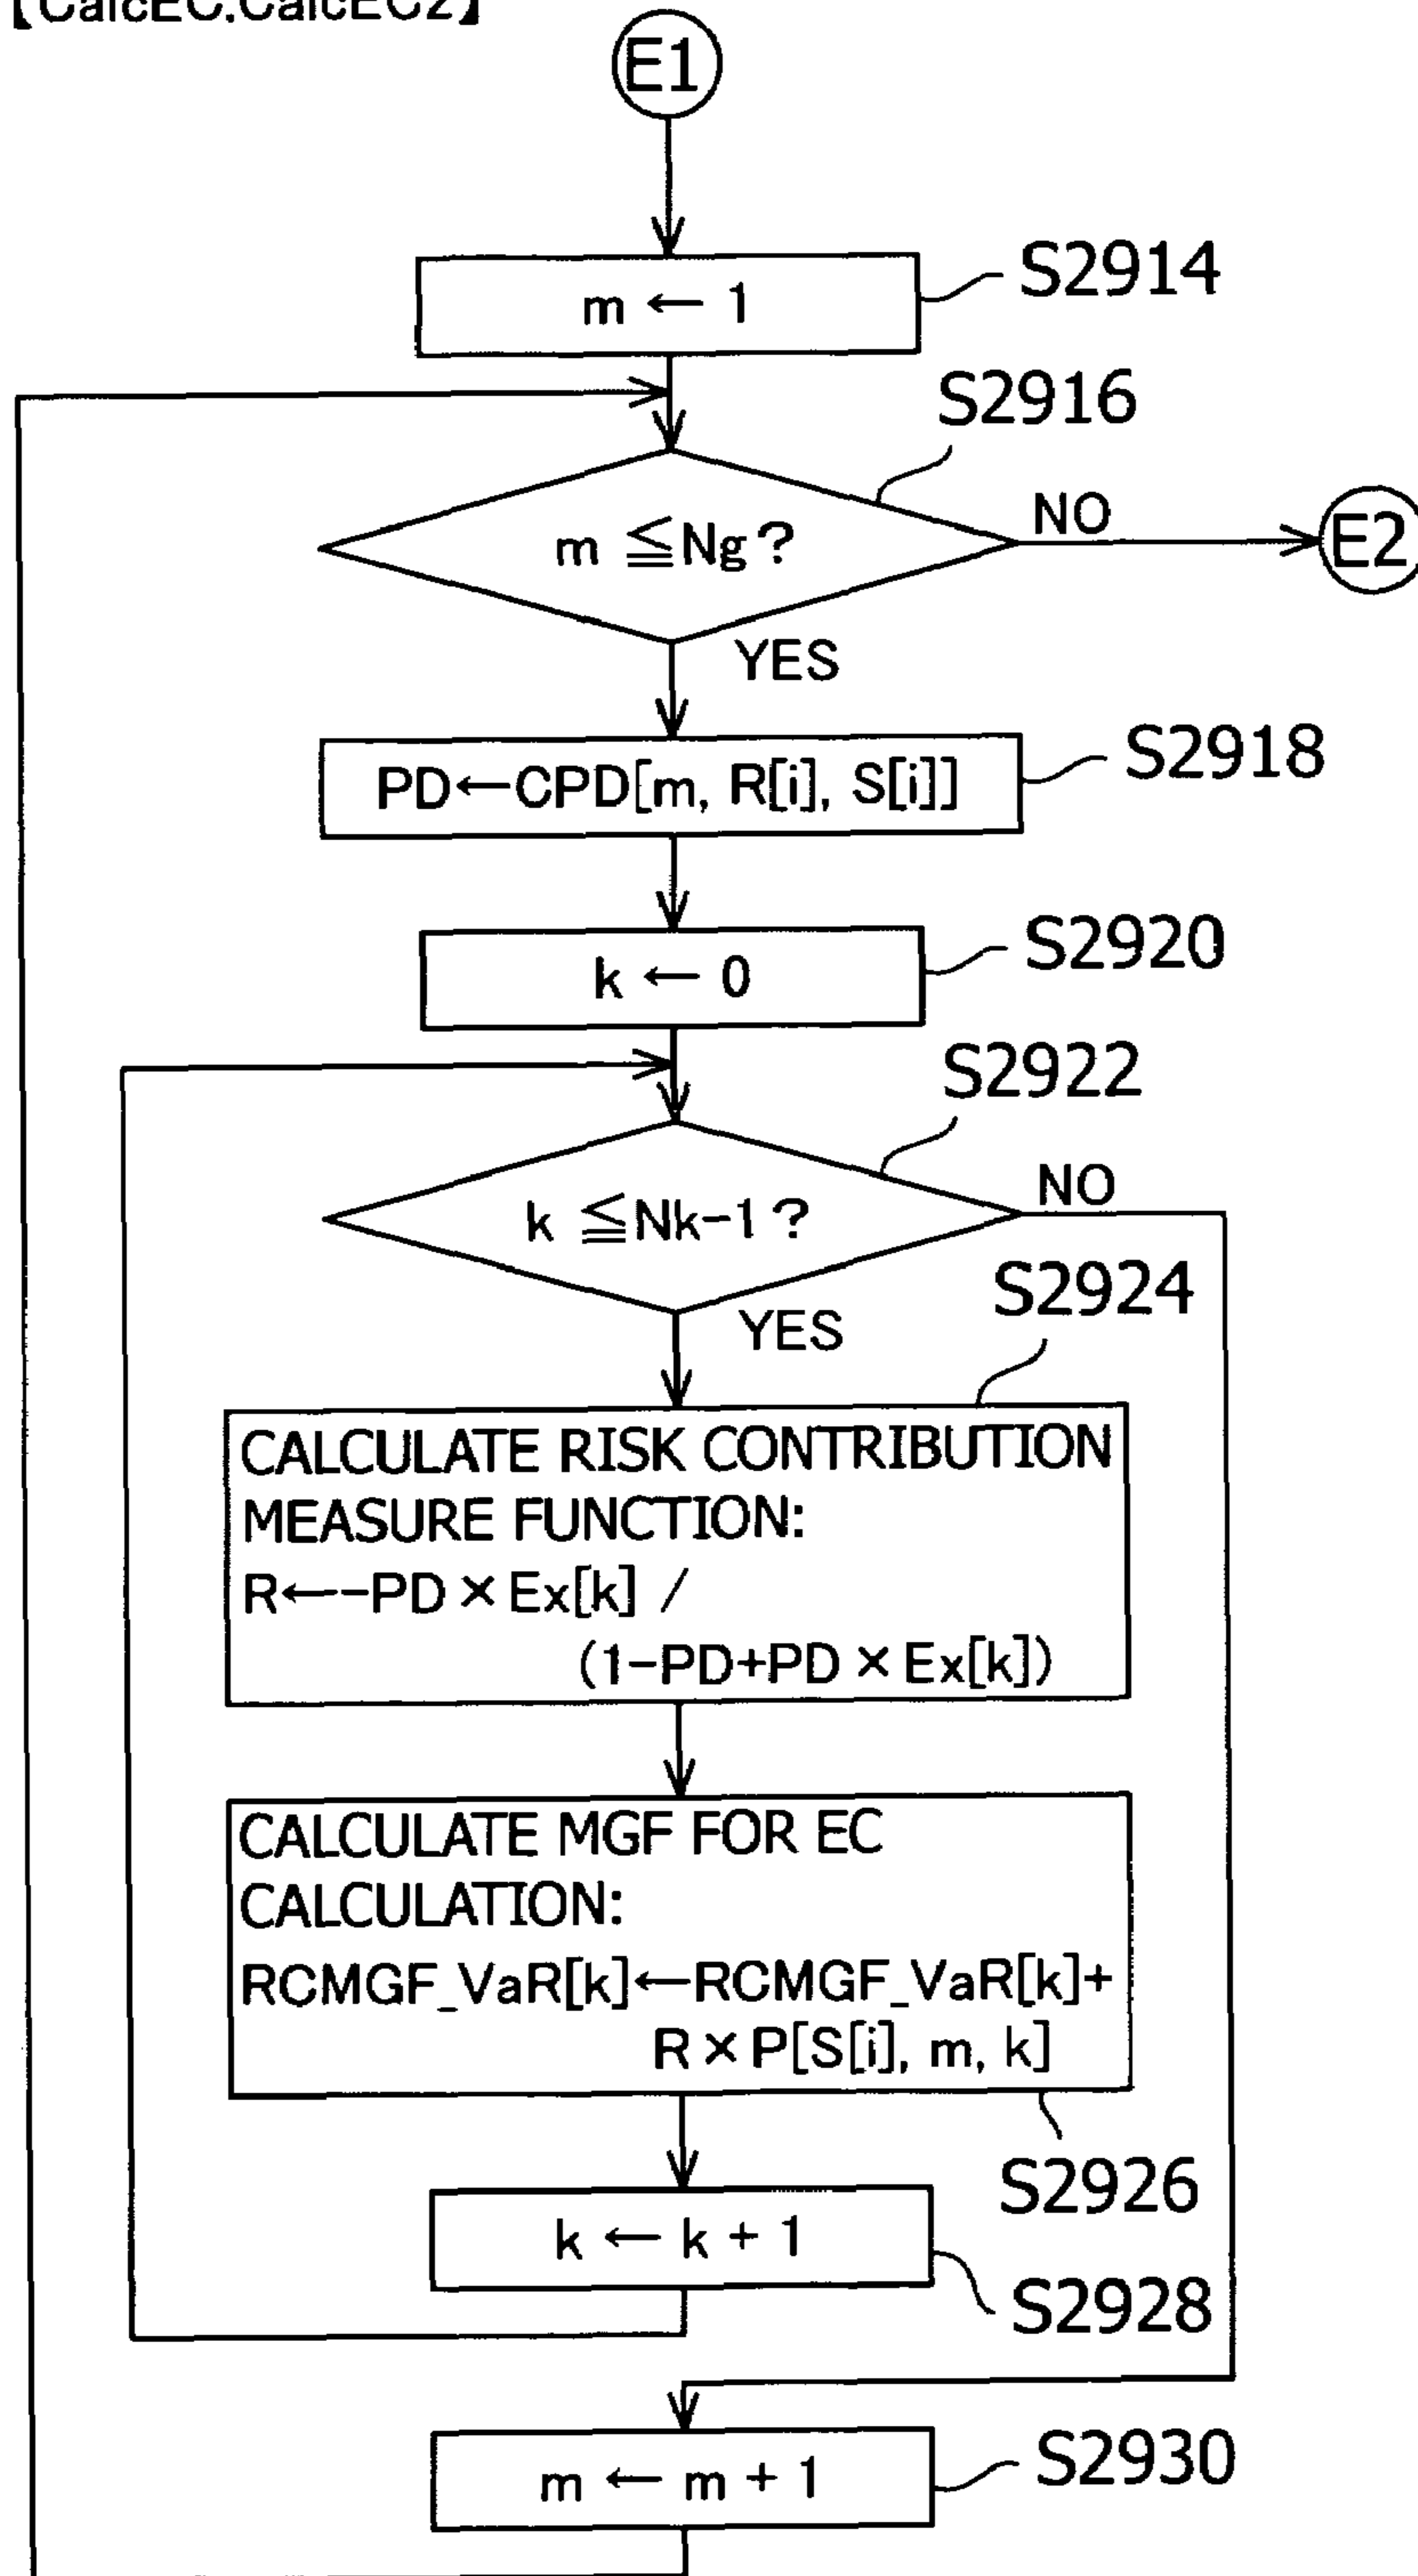 【CalcEC,CalcEC2】
E1
m ← 1
S2914
S2916
m ≦Ng ?
NO
E2
YES
PD←CPD[m, R[i], S[i]]
S2918
k ← 0
S2920
S2922
k ≦Nk-1 ?
NO
YES
S2924
CALCULATE RISK CONTRIBUTION
MEASURE FUNCTION:
R←-PD × Ex[k] /
(1-PD+PD × Ex[k])
CALCULATE MGF FOR EC
CALCULATION:
RCMGF_VaR[k]←RCMGF_VaR[k]+
R × P[S[i], m, k]
S2926
k ← k + 1
S2928
m ← m + 1
S2930